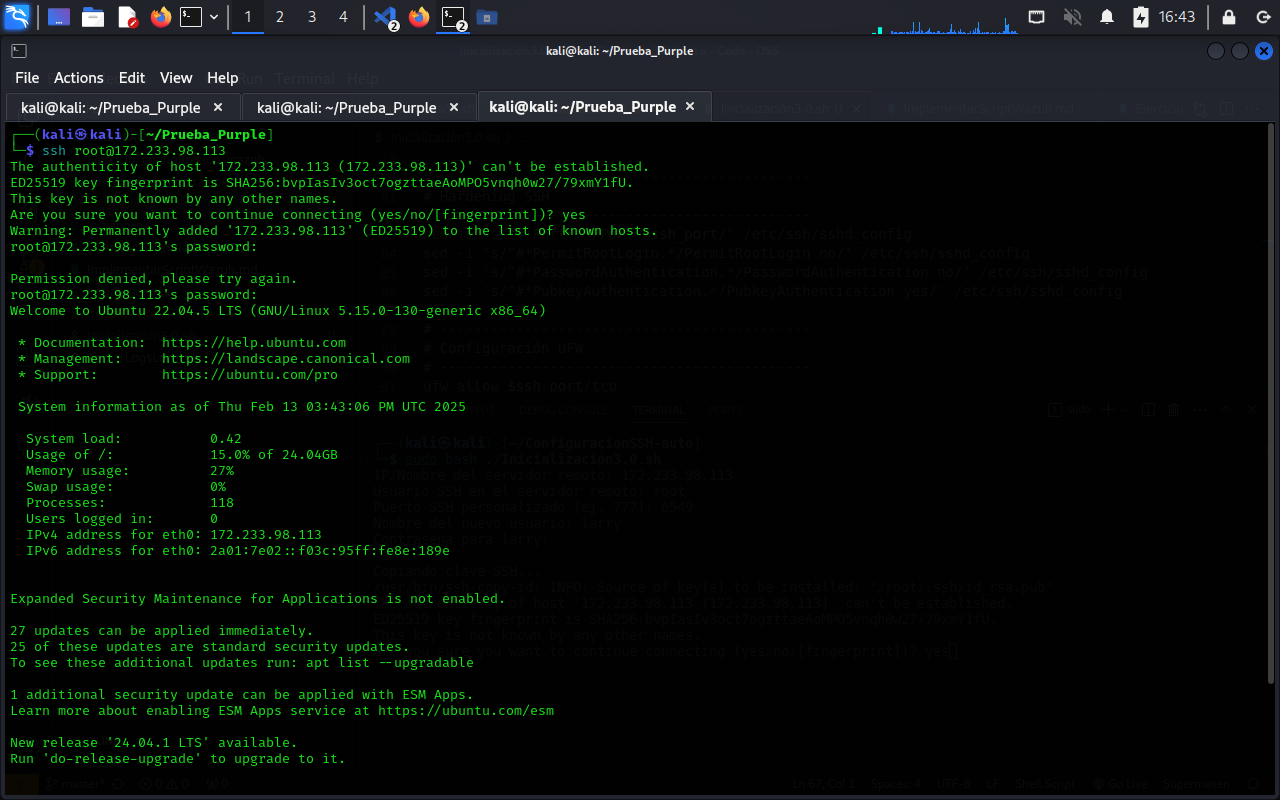 1 2 3 4 2 2 16:43
kali@kali: ~/Prueba_Purple
File Actions Edit View Help
kali@kali: ~/Prueba_Purple kali@kali: ~/Prueba_Purple kali@kali: ~/Prueba_Purple
┌──(kali㉿kali)-[~/Prueba_Purple]
└─$ ssh root@172.233.98.113
The authenticity of host '172.233.98.113 (172.233.98.113)' can't be established.
ED25519 key fingerprint is SHA256:bvpIasIv3oct7ogzttaeAoMPO5vnqh0w27/79xmY1fU.
This key is not known by any other names.
Are you sure you want to continue connecting (yes/no/[fingerprint])? yes
Warning: Permanently added '172.233.98.113' (ED25519) to the list of known hosts.
root@172.233.98.113's password:
Permission denied, please try again.
root@172.233.98.113's password:
Welcome to Ubuntu 22.04.5 LTS (GNU/Linux 5.15.0-130-generic x86_64)
* Documentation: https://help.ubuntu.com
* Management: https://landscape.canonical.com
* Support: https://ubuntu.com/pro
System information as of Thu Feb 13 03:43:06 PM UTC 2025
System load: 0.42
Usage of /: 15.0% of 24.04GB
Memory usage: 27%
Swap usage: 0%
Processes: 118
Users logged in: 0
IPv4 address for eth0: 172.233.98.113
IPv6 address for eth0: 2a01:7e02::f03c:95ff:fe8e:189e
Expanded Security Maintenance for Applications is not enabled.
27 updates can be applied immediately.
25 of these updates are standard security updates.
To see these additional updates run: apt list --upgradable
1 additional security update can be applied with ESM Apps.
Learn more about enabling ESM Apps service at https://ubuntu.com/esm
New release '24.04.1 LTS' available.
Run 'do-release-upgrade' to upgrade to it.